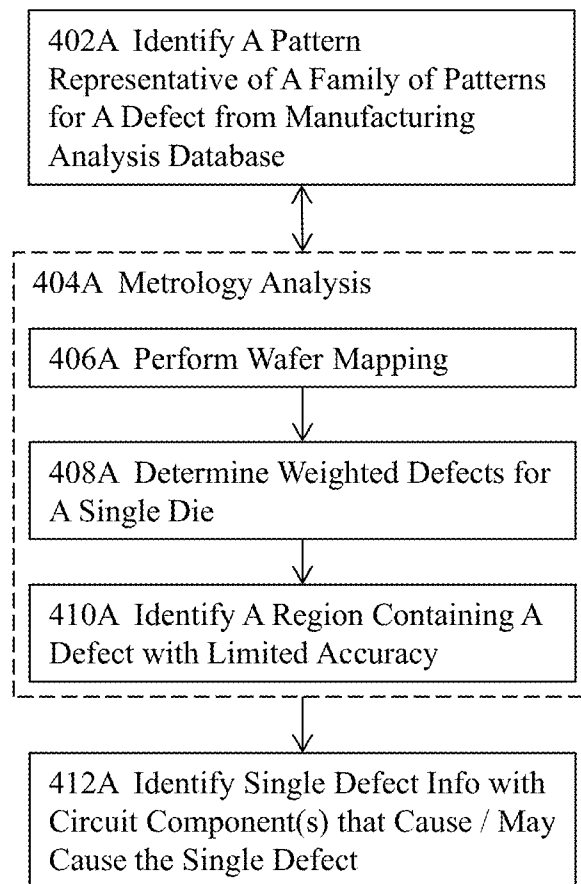 402A Identify A Pattern
Representative of A Family of Patterns
for A Defect from Manufacturing
Analysis Database
404A Metrology Analysis
406A Perform Wafer Mapping
408A Determine Weighted Defects for
A Single Die
410A Identify A Region Containing A
Defect with Limited Accuracy
412A Identify Single Defect Info with
Circuit Component(s) that Cause / May
Cause the Single Defect